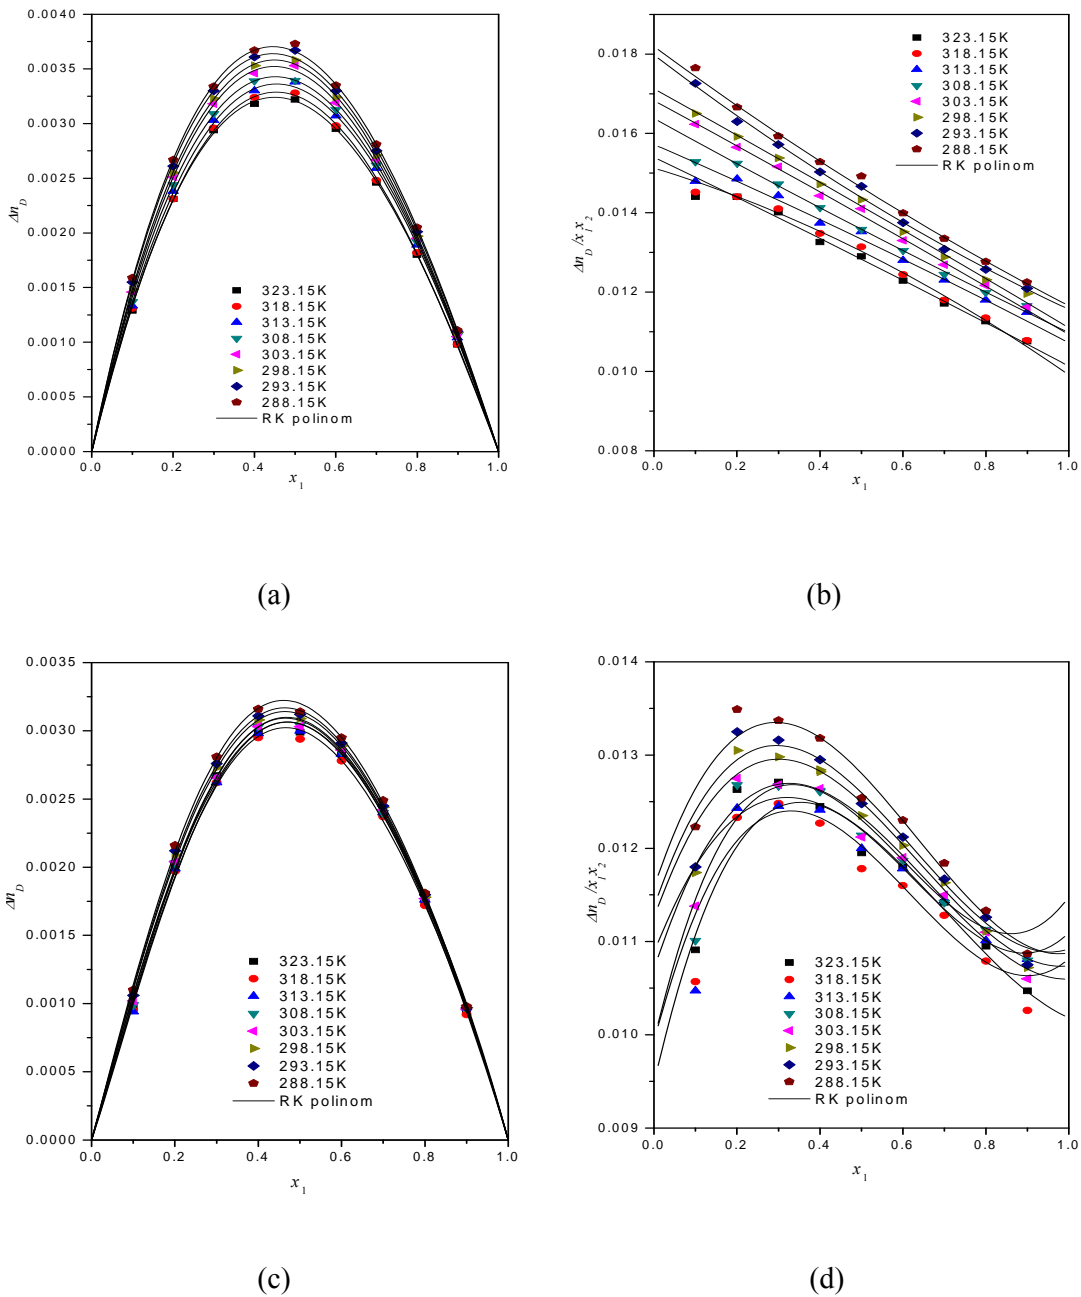 0.0040
0.0035
0.0030
0.0025
0.0020
0.0015
0.0010
0.0005
0.0000
Δn_D
323.15K
318.15K
313.15K
308.15K
303.15K
298.15K
293.15K
288.15K
RK polinom
0.0 0.2 0.4 0.6 0.8 1.0
x_1
(a)
0.018
0.016
0.014
0.012
0.010
0.008
Δn_D /x_1x_2
323.15K
318.15K
313.15K
308.15K
303.15K
298.15K
293.15K
288.15K
RK polinom
0.0 0.2 0.4 0.6 0.8 1.0
x_1
(b)
0.0035
0.0030
0.0025
0.0020
0.0015
0.0010
0.0005
0.0000
Δn_D
323.15K
318.15K
313.15K
308.15K
303.15K
298.15K
293.15K
288.15K
RK polinom
0.0 0.2 0.4 0.6 0.8 1.0
x_1
(c)
0.014
0.013
0.012
0.011
0.010
0.009
Δn_D /x_1x_2
323.15K
318.15K
313.15K
308.15K
303.15K
298.15K
293.15K
288.15K
RK polinom
0.0 0.2 0.4 0.6 0.8 1.0
x_1
(d)